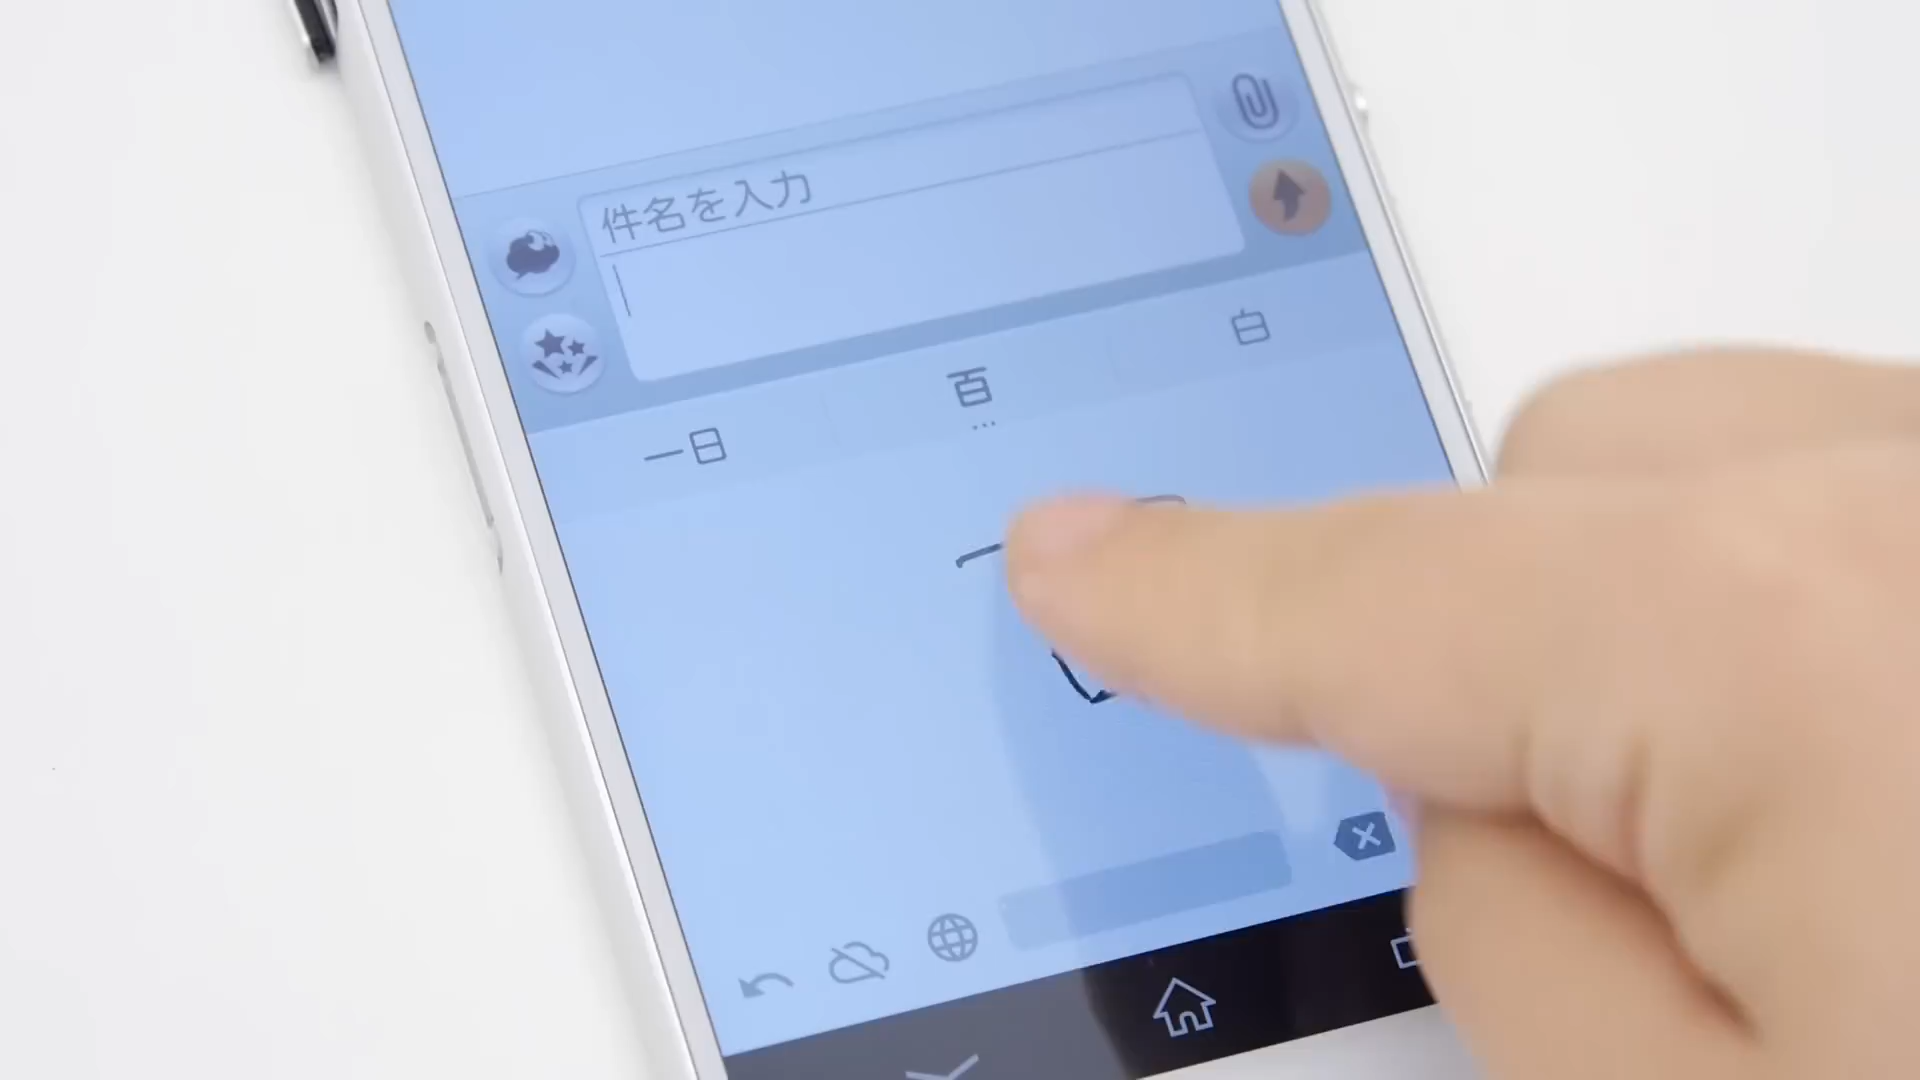 件名を入力
一日 百 白
…